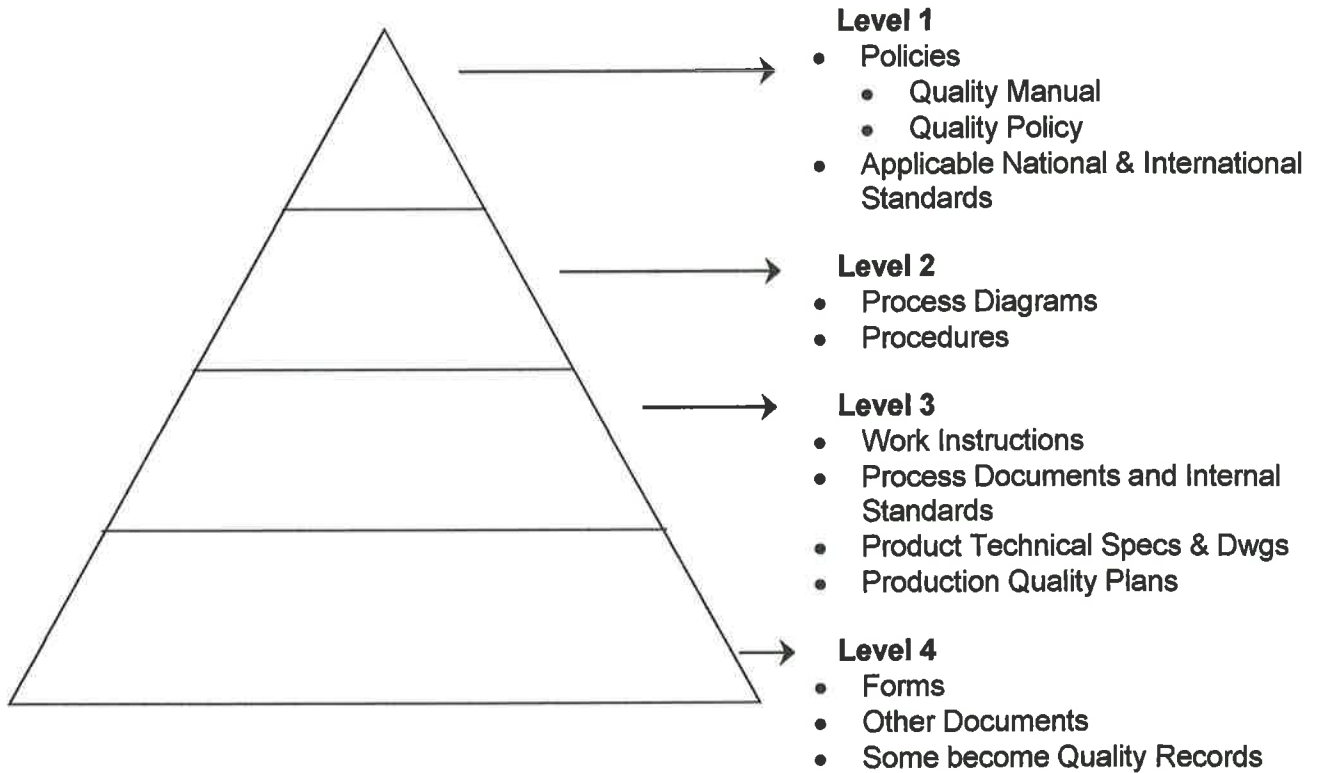 Level 1
• Policies
• Quality Manual
• Quality Policy
• Applicable National & International
Standards
Level 2
• Process Diagrams
• Procedures
Level 3
• Work Instructions
• Process Documents and Internal
Standards
• Product Technical Specs & Dwgs
• Production Quality Plans
Level 4
• Forms
• Other Documents
• Some become Quality Records